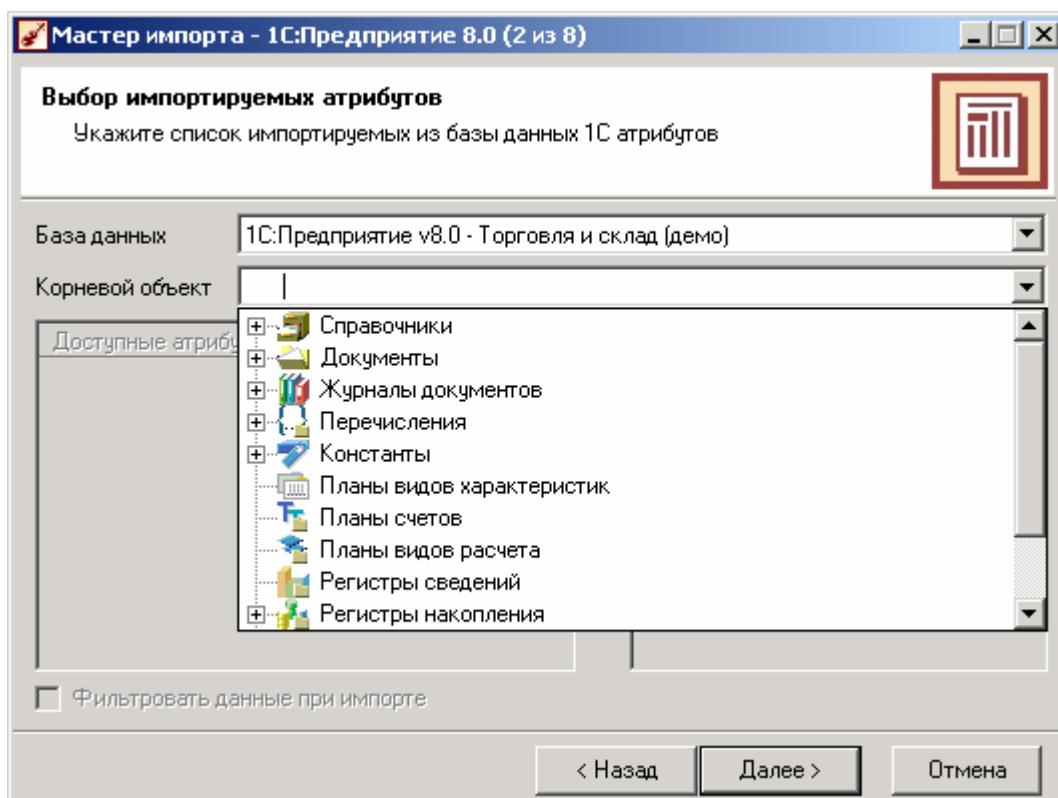 Мастер импорта - 1С:Предприятие 8.0 (2 из 8)
Выбор импортируемых атрибутов
Укажите список импортируемых из базы данных 1С атрибутов
База данных
1С:Предприятие v8.0 - Торговля и склад (демо)
Корневой объект
Справочники
Доступные атрибу
Документы
Журналы документов
Перечисления
Константы
Планы видов характеристик
Планы счетов
Планы видов расчета
Регистры сведений
Регистры накопления
Фильтровать данные при импорте
< Назад
Далее >
Отмена